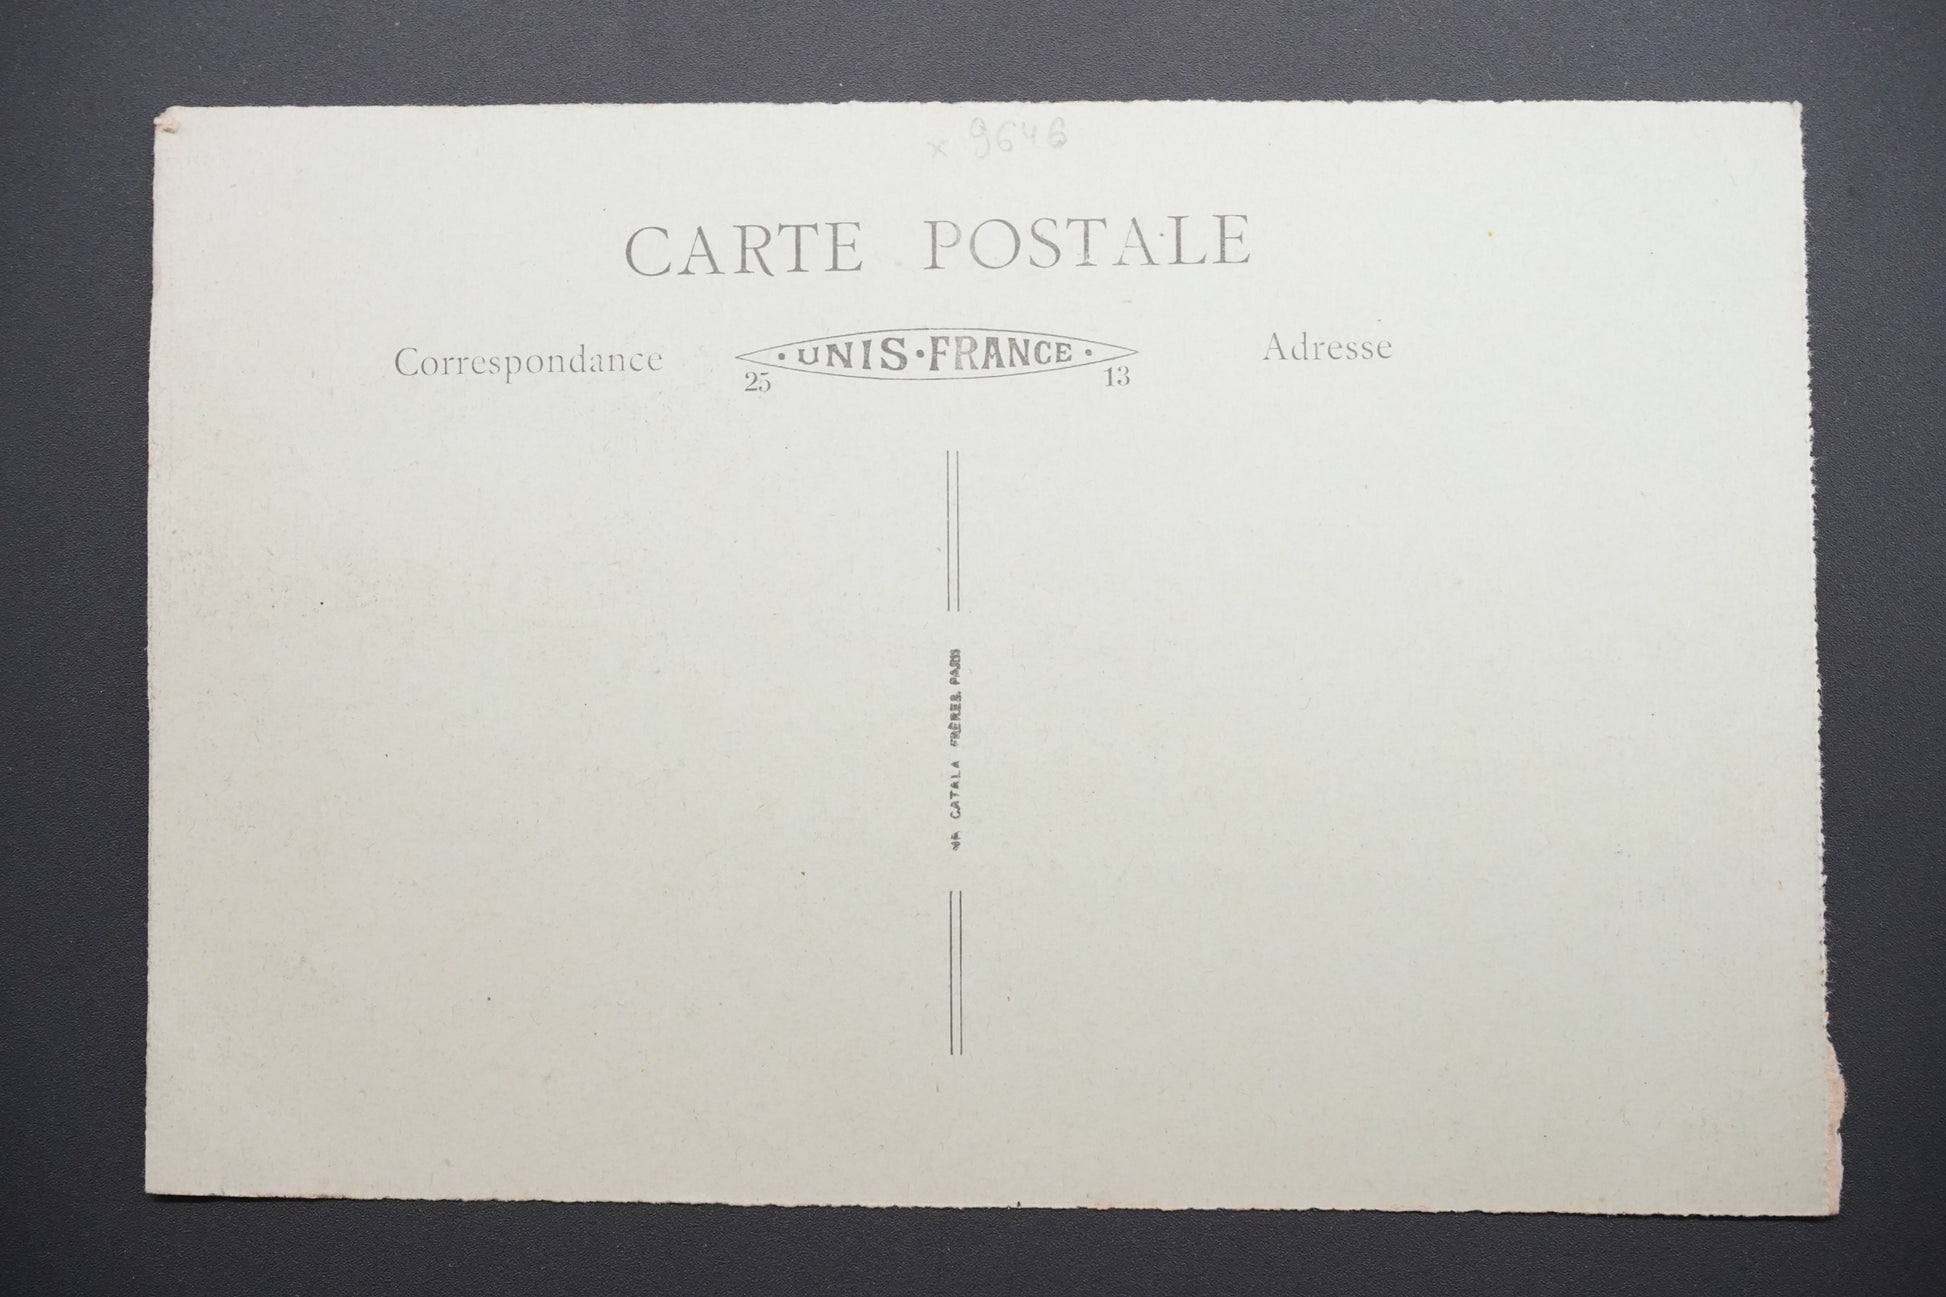 x 9646
CARTE POSTALE
Correspondance
· UNIS · FRANCE ·
25 13
Adresse
CATALA FRÈRES. PARIS